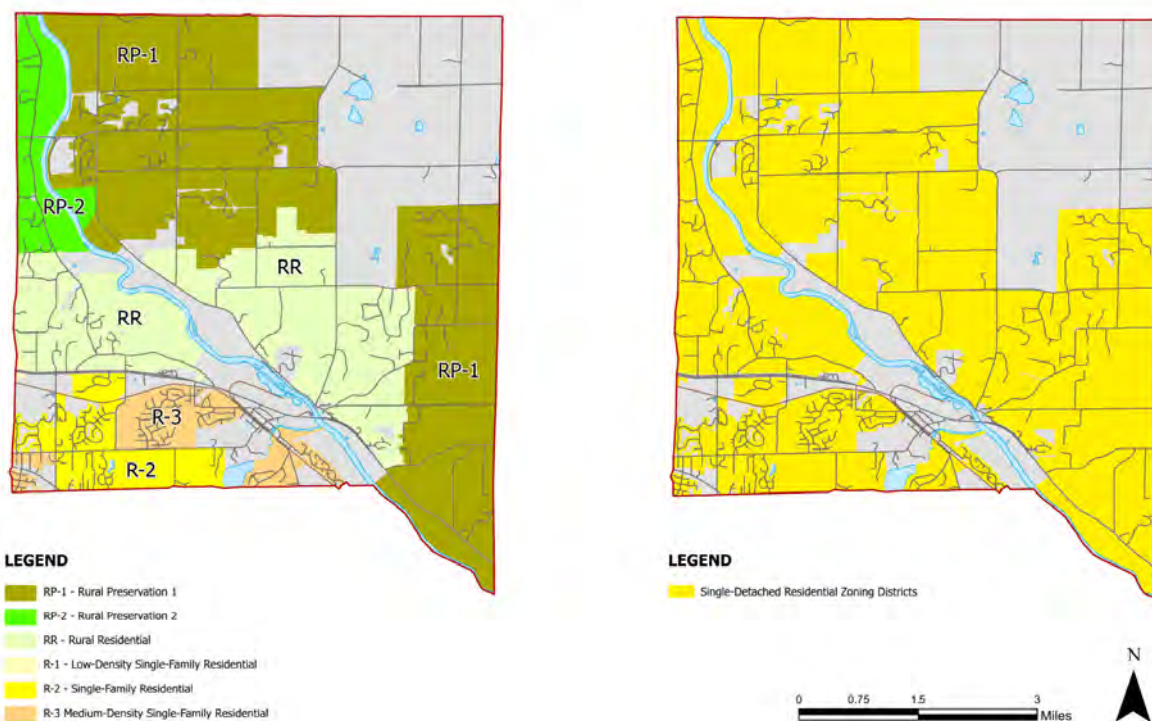 RP-1
RP-2
RR
RR
RP-1
R-3
R-2
LEGEND
RP-1 - Rural Preservation 1
RP-2 - Rural Preservation 2
RR - Rural Residential
R-1 - Low-Density Single-Family Residential
R-2 - Single-Family Residential
R-3 Medium-Density Single-Family Residential
LEGEND
Single-Detached Residential Zoning Districts
N
0 0.75 1.5 3
Miles